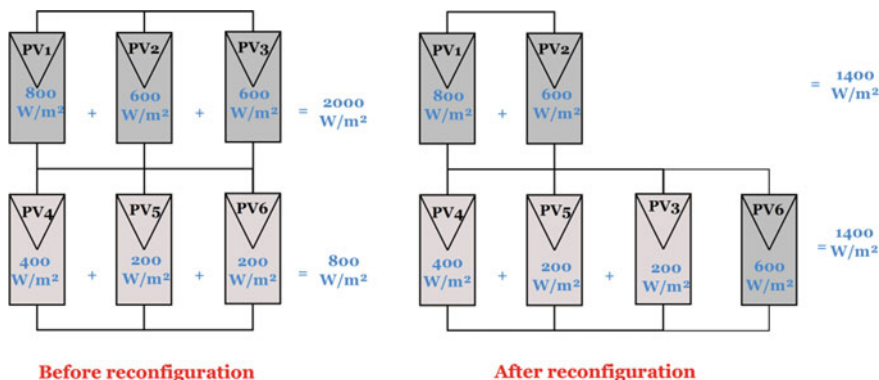 PV1 PV2 PV3
800 W/m² + 600 W/m² + 600 W/m² = 2000 W/m²
PV4 PV5 PV6
400 W/m² + 200 W/m² + 200 W/m² = 800 W/m²
Before reconfiguration
PV1 PV2
800 W/m² + 600 W/m² = 1400 W/m²
PV4 PV5 PV3 PV6
400 W/m² + 200 W/m² + 200 W/m² 600 W/m² = 1400 W/m²
After reconfiguration